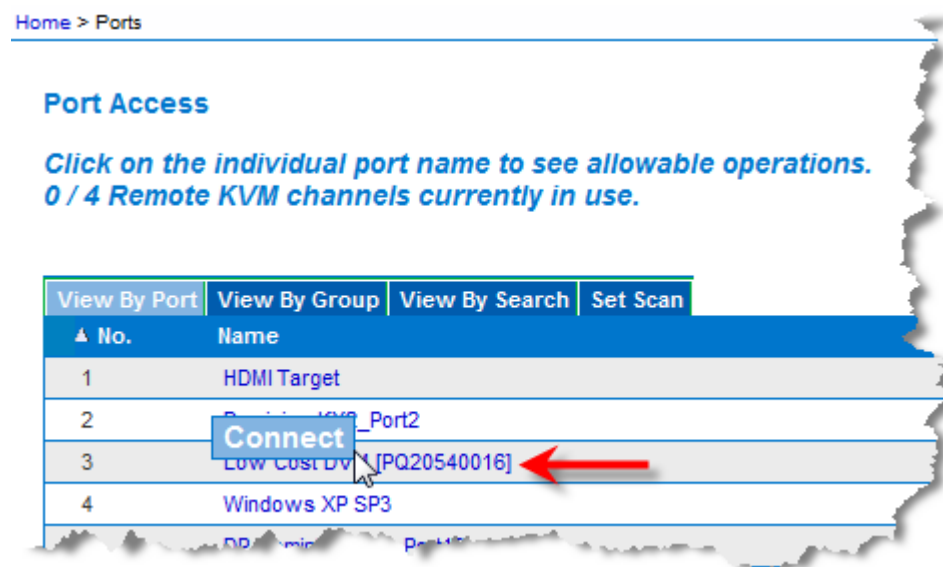 Home > Ports
Port Access
Click on the individual port name to see allowable operations.
0 / 4 Remote KVM channels currently in use.
View By Port View By Group View By Search Set Scan
No. Name
1 HDMI Target
2 _Port2
Connect
3 Low Cost [PQ20540016]
4 Windows XP SP3